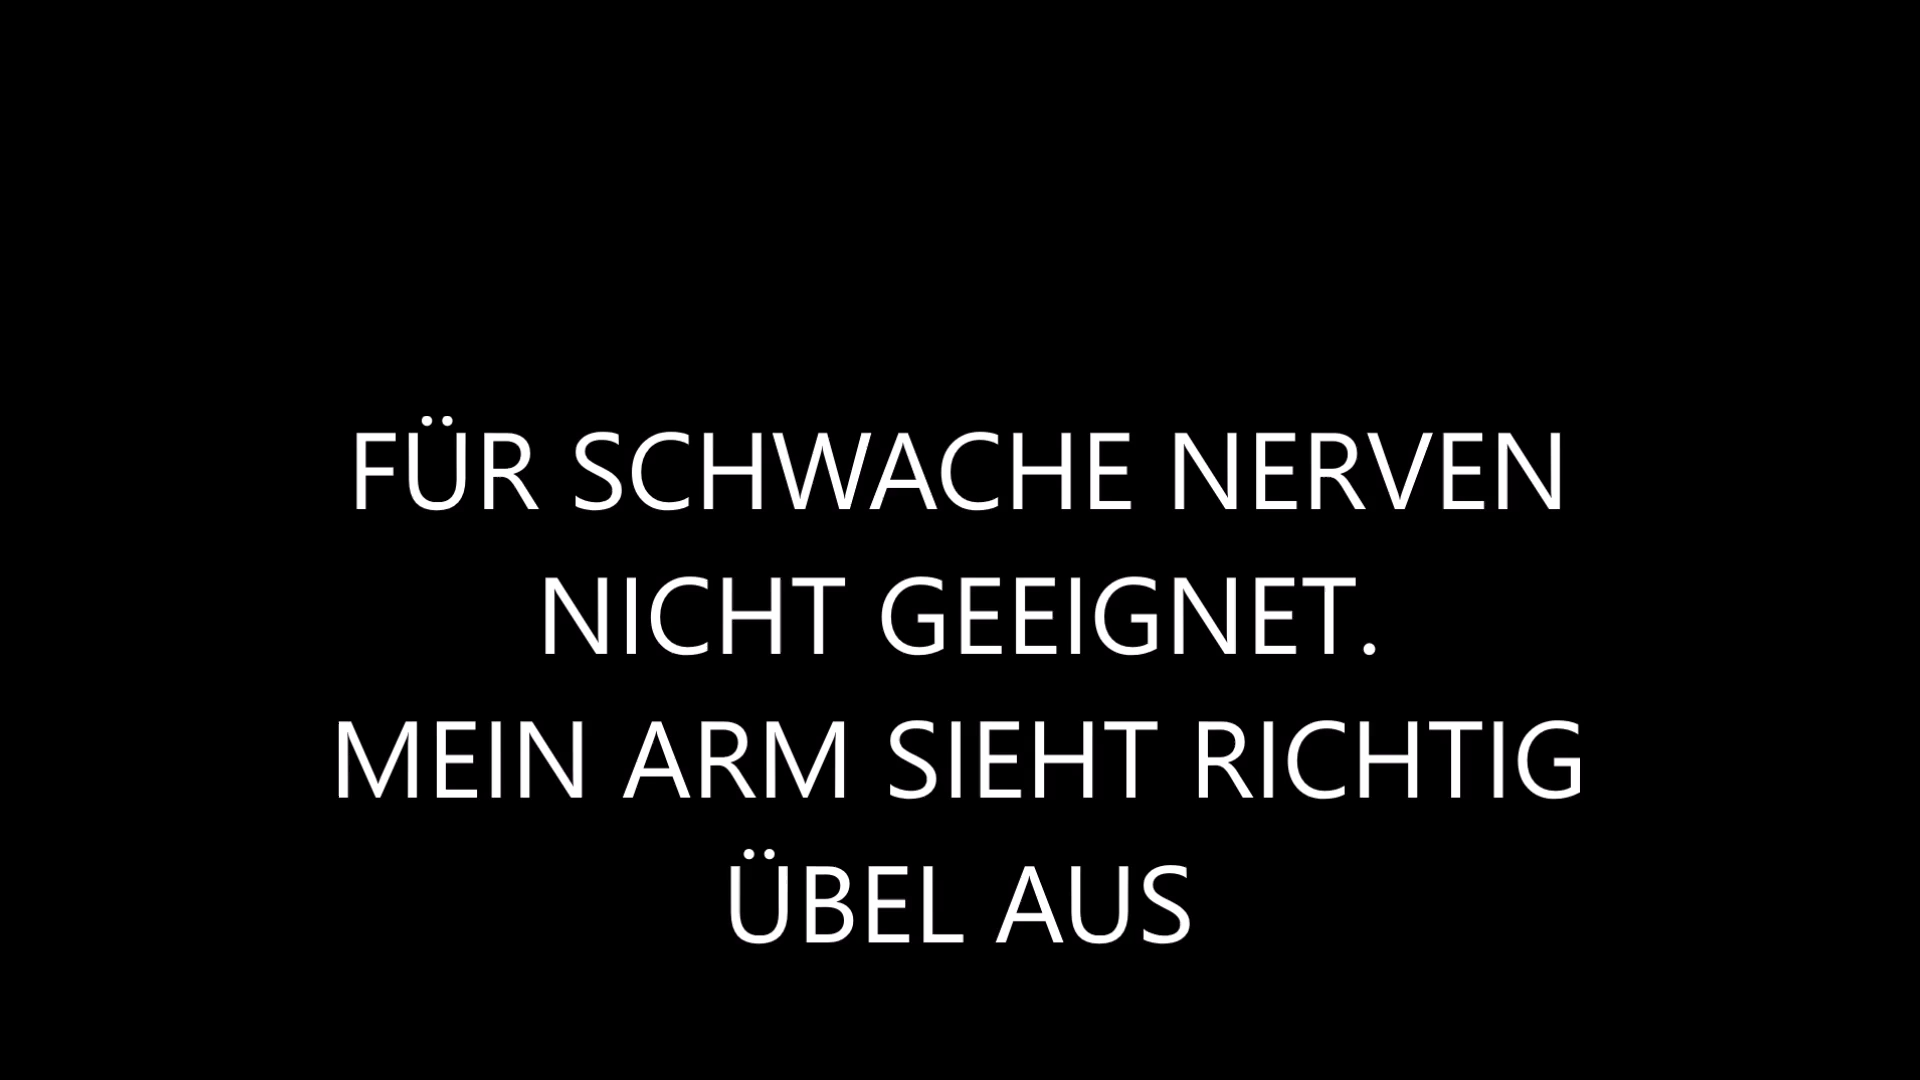 FÜR SCHWACHE NERVEN
NICHT GEEIGNET.
MEIN ARM SIEHT RICHTIG
ÜBEL AUS